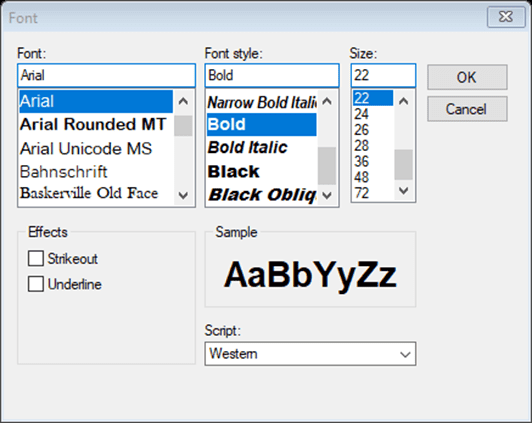 Font
Font:
Arial
Arial
Arial Rounded MT
Arial Unicode MS
Bahnschrift
Baskerville Old Face
Font style:
Bold
Narrow Bold Italic
Bold
Bold Italic
Black
Black Obliq
Size:
22
22
24
26
28
36
48
72
OK
Cancel
Effects
Strikeout
Underline
Sample
AaBbYyZz
Script:
Western